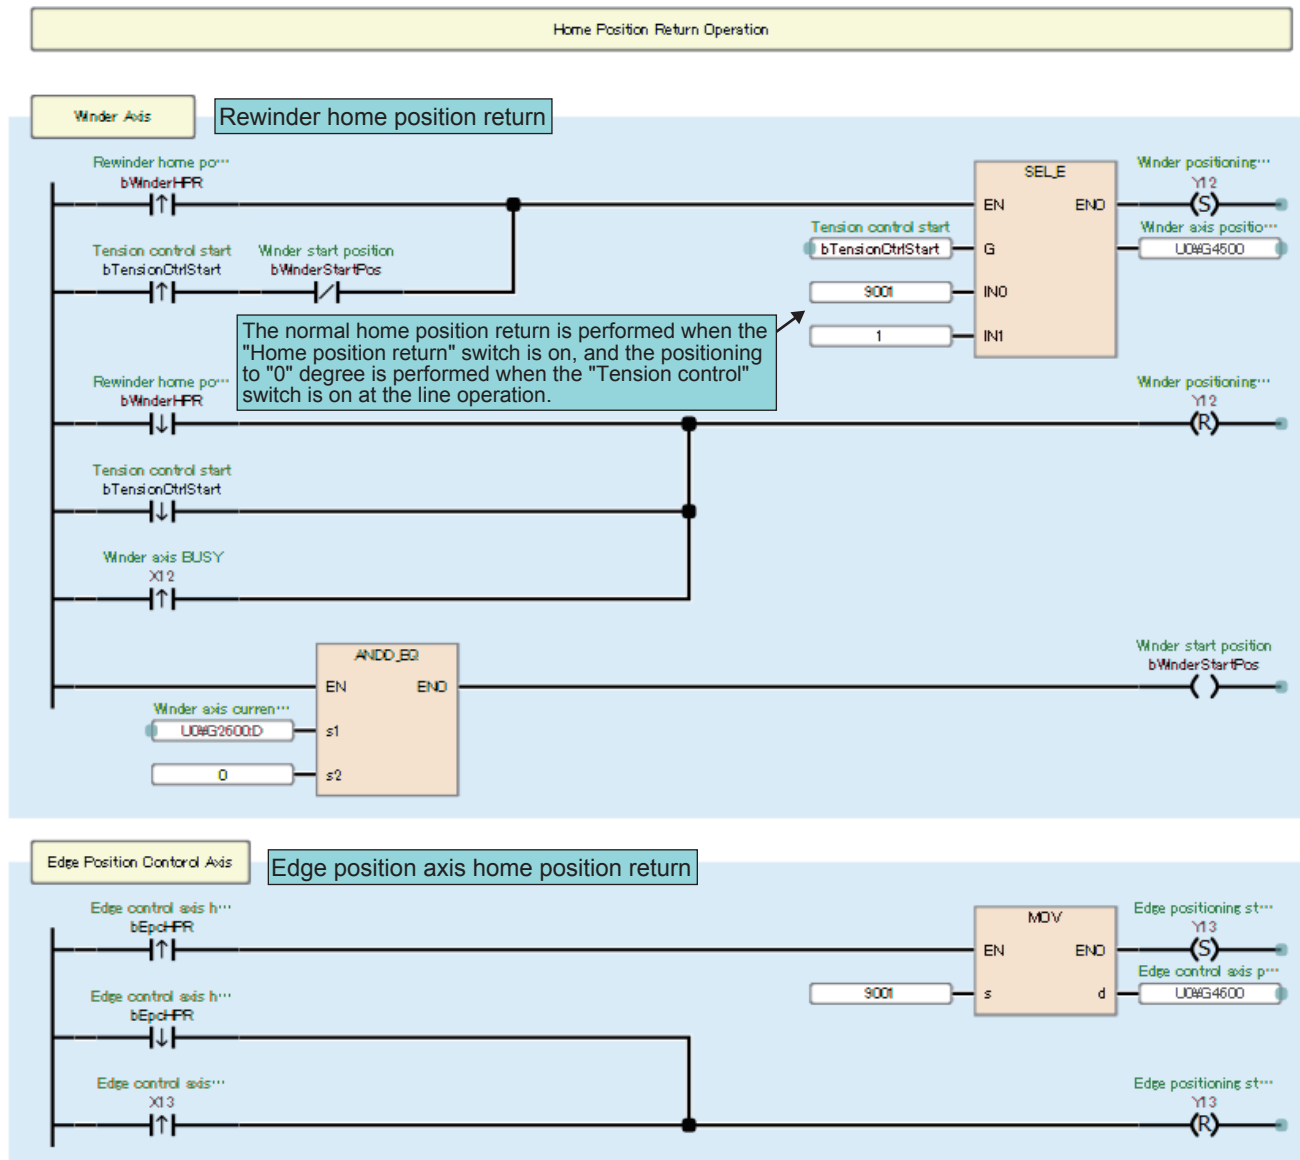 Home Position Return Operation
Winder Axis
Rewinder home position return
Rewinder home po...
bWinderHPR
Tension control start
bTensionCtrlStart
Winder start position
bWinderStartPos
Tension control start
bTensionCtrlStart
9001
1
SEL_E
EN ENO
G
IN0
IN1
Winder positioning...
Y12
(S)
Winder axis positio...
U0¥G4500
The normal home position return is performed when the
"Home position return" switch is on, and the positioning
to "0" degree is performed when the "Tension control"
switch is on at the line operation.
Rewinder home po...
bWinderHPR
Winder positioning...
Y12
(R)
Tension control start
bTensionCtrlStart
Winder axis BUSY
X12
ANDD_EQ
EN ENO
s1
s2
Winder axis curren...
U0¥G2600:D
0
Winder start position
bWinderStartPos
Edge Position Contorol Axis
Edge position axis home position return
Edge control axis h...
bEpcHPR
MOV
EN ENO
s d
9001
Edge positioning st...
Y13
(S)
Edge control axis p...
U0¥G4600
Edge control axis h...
bEpcHPR
Edge control axis...
X13
Edge positioning st...
Y13
(R)